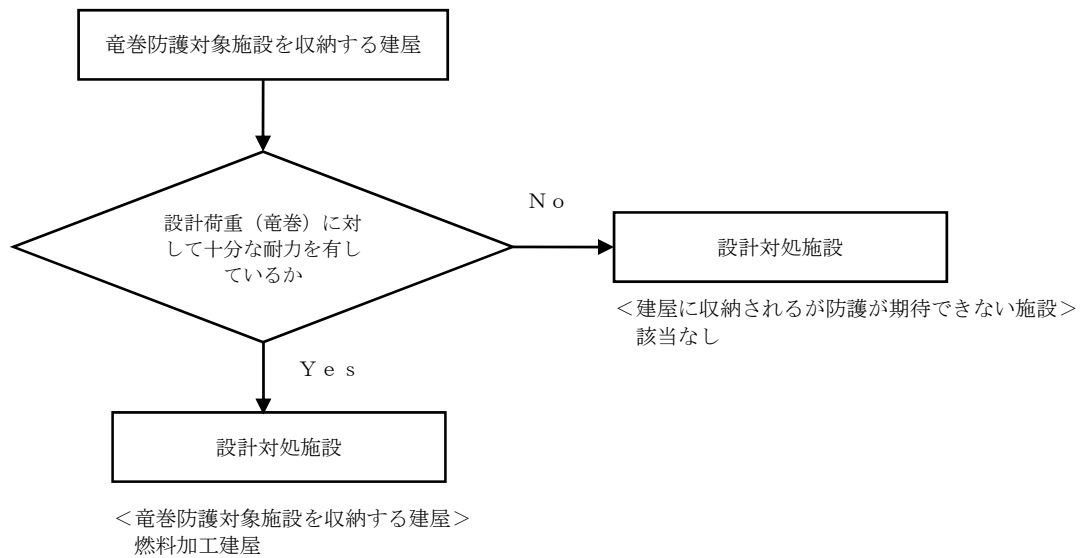 竜巻防護対象施設を収納する建屋
設計荷重（竜巻）に対
して十分な耐力を有し
ているか
Ｎｏ
設計対処施設
＜建屋に収納されるが防護が期待できない施設＞
該当なし
Ｙｅｓ
設計対処施設
＜竜巻防護対象施設を収納する建屋＞
燃料加工建屋